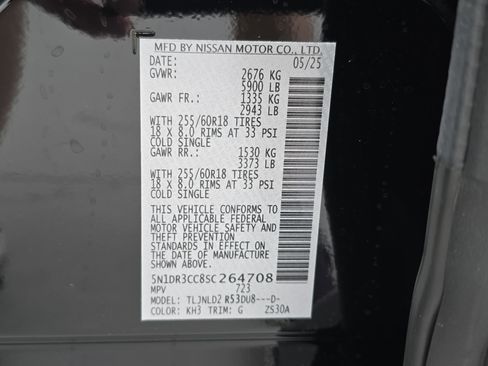 MFD BY NISSAN MOTOR CO., LTD.
DATE: 05/25
GVWR: 2676 KG
5900 LB
GAWR FR.: 1335 KG
2943 LB
WITH 255/60R18 TIRES
18 X 8.0 RIMS AT 33 PSI
COLD SINGLE
GAWR RR.: 1530 KG
3373 LB
WITH 255/60R18 TIRES
18 X 8.0 RIMS AT 33 PSI
COLD SINGLE
THIS VEHICLE CONFORMS TO
ALL APPLICABLE FEDERAL
MOTOR VEHICLE SAFETY AND
THEFT PREVENTION
STANDARDS IN EFFECT ON
THE DATE OF MANUFACTURE
SHOWN ABOVE.
5N1DR3CC8SC264708
MPV 723
MODEL: TLJNLD2 R53DU8---D-
COLOR: KH3 TRIM: G ZS30A